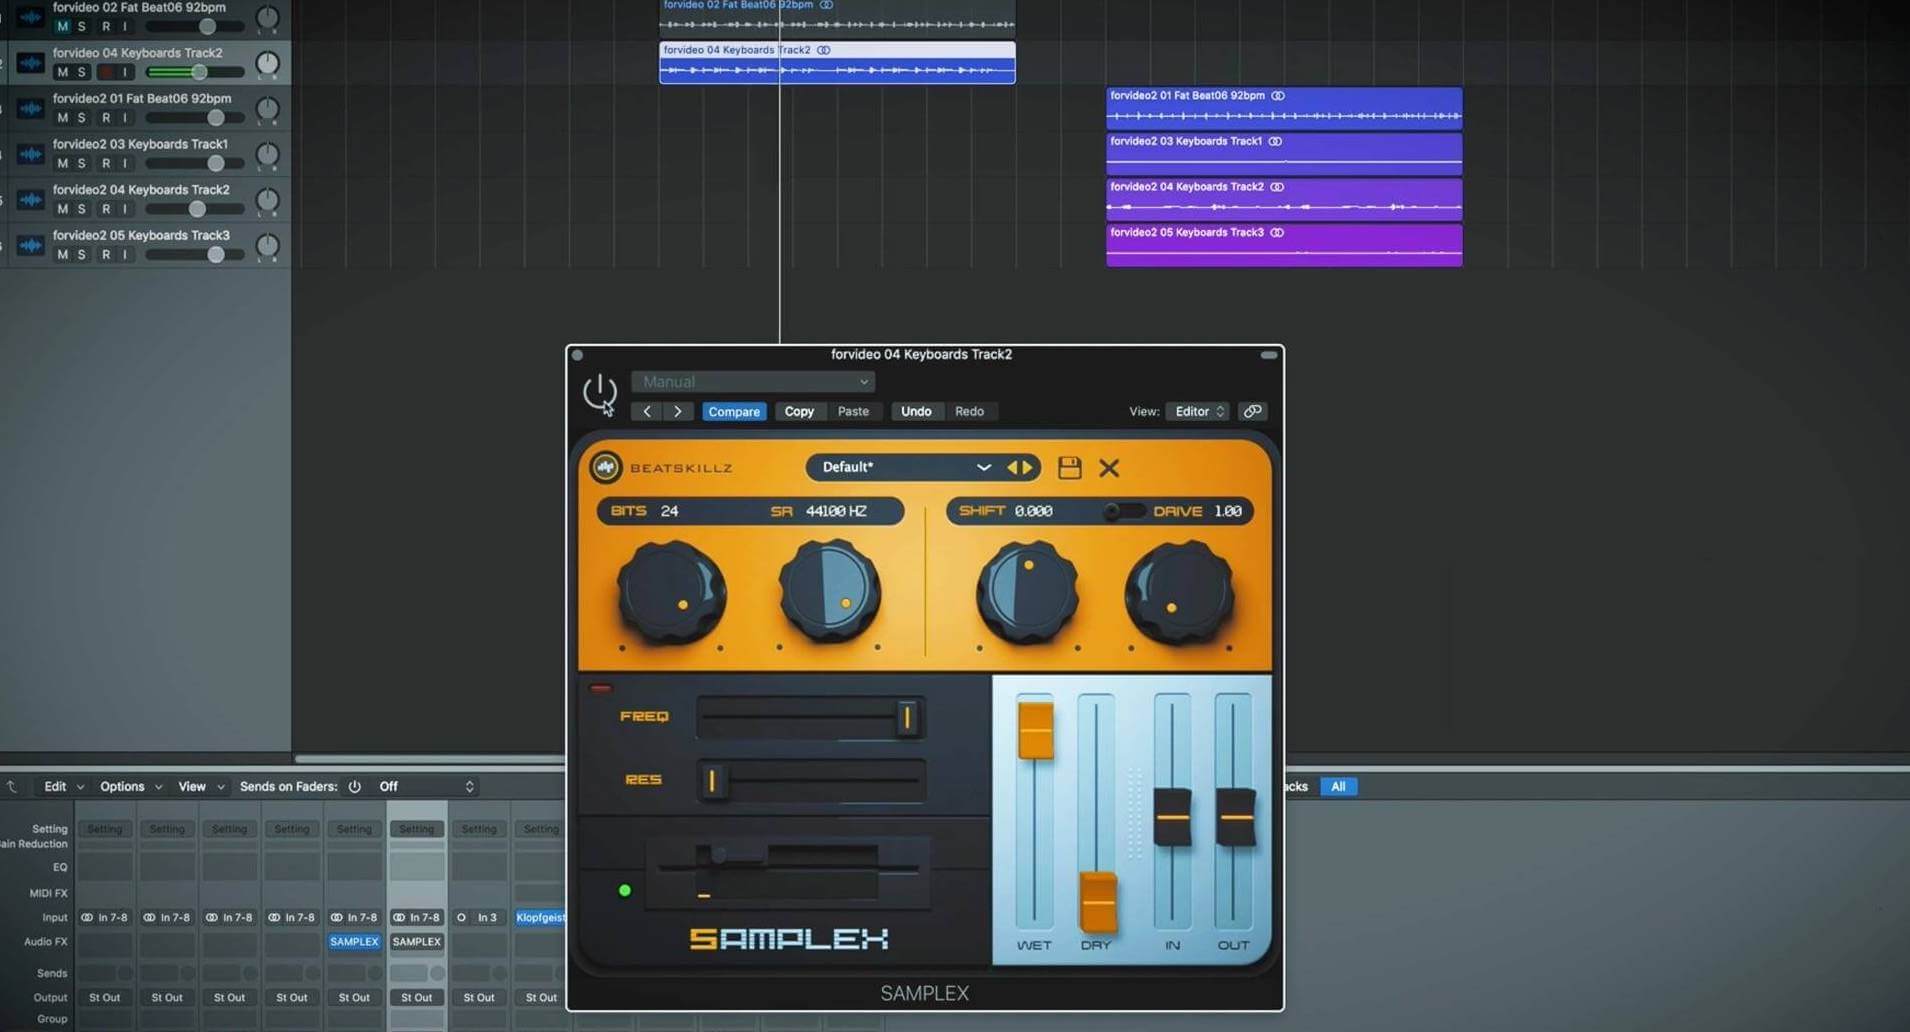 forvideo 02 Fat Beat06 92bpm
M S R I
forvideo 04 Keyboards Track2
M S I
forvideo2 01 Fat Beat06 92bpm
M S R I
forvideo2 03 Keyboards Track1
M S R I
forvideo2 04 Keyboards Track2
M S R I
forvideo2 05 Keyboards Track3
M S R I
forvideo 02 Fat Beat06 92bpm
forvideo 04 Keyboards Track2
forvideo2 01 Fat Beat06 92bpm
forvideo2 03 Keyboards Track1
forvideo2 04 Keyboards Track2
forvideo2 05 Keyboards Track3
forvideo 04 Keyboards Track2
Manual
Compare Copy Paste Undo Redo View: Editor
BEATSKILLZ Default*
BITS 24 SR 44100 HZ SHIFT 0.000 DRIVE 1.00
FREQ
RES
SAMPLEX
WET DRY IN OUT
SAMPLEX
Edit Options View Sends on Faders: Off
acks All
Setting Setting Setting Setting Setting Setting Setting Setting Setting
ain Reduction
EQ
MIDI FX
Input In 7-8 In 7-8 In 7-8 In 7-8 In 7-8 In 7-8 In 3 Klopfgeist
Audio FX SAMPLEX SAMPLEX
Sends
Output St Out St Out St Out St Out St Out St Out St Out St Out
Group